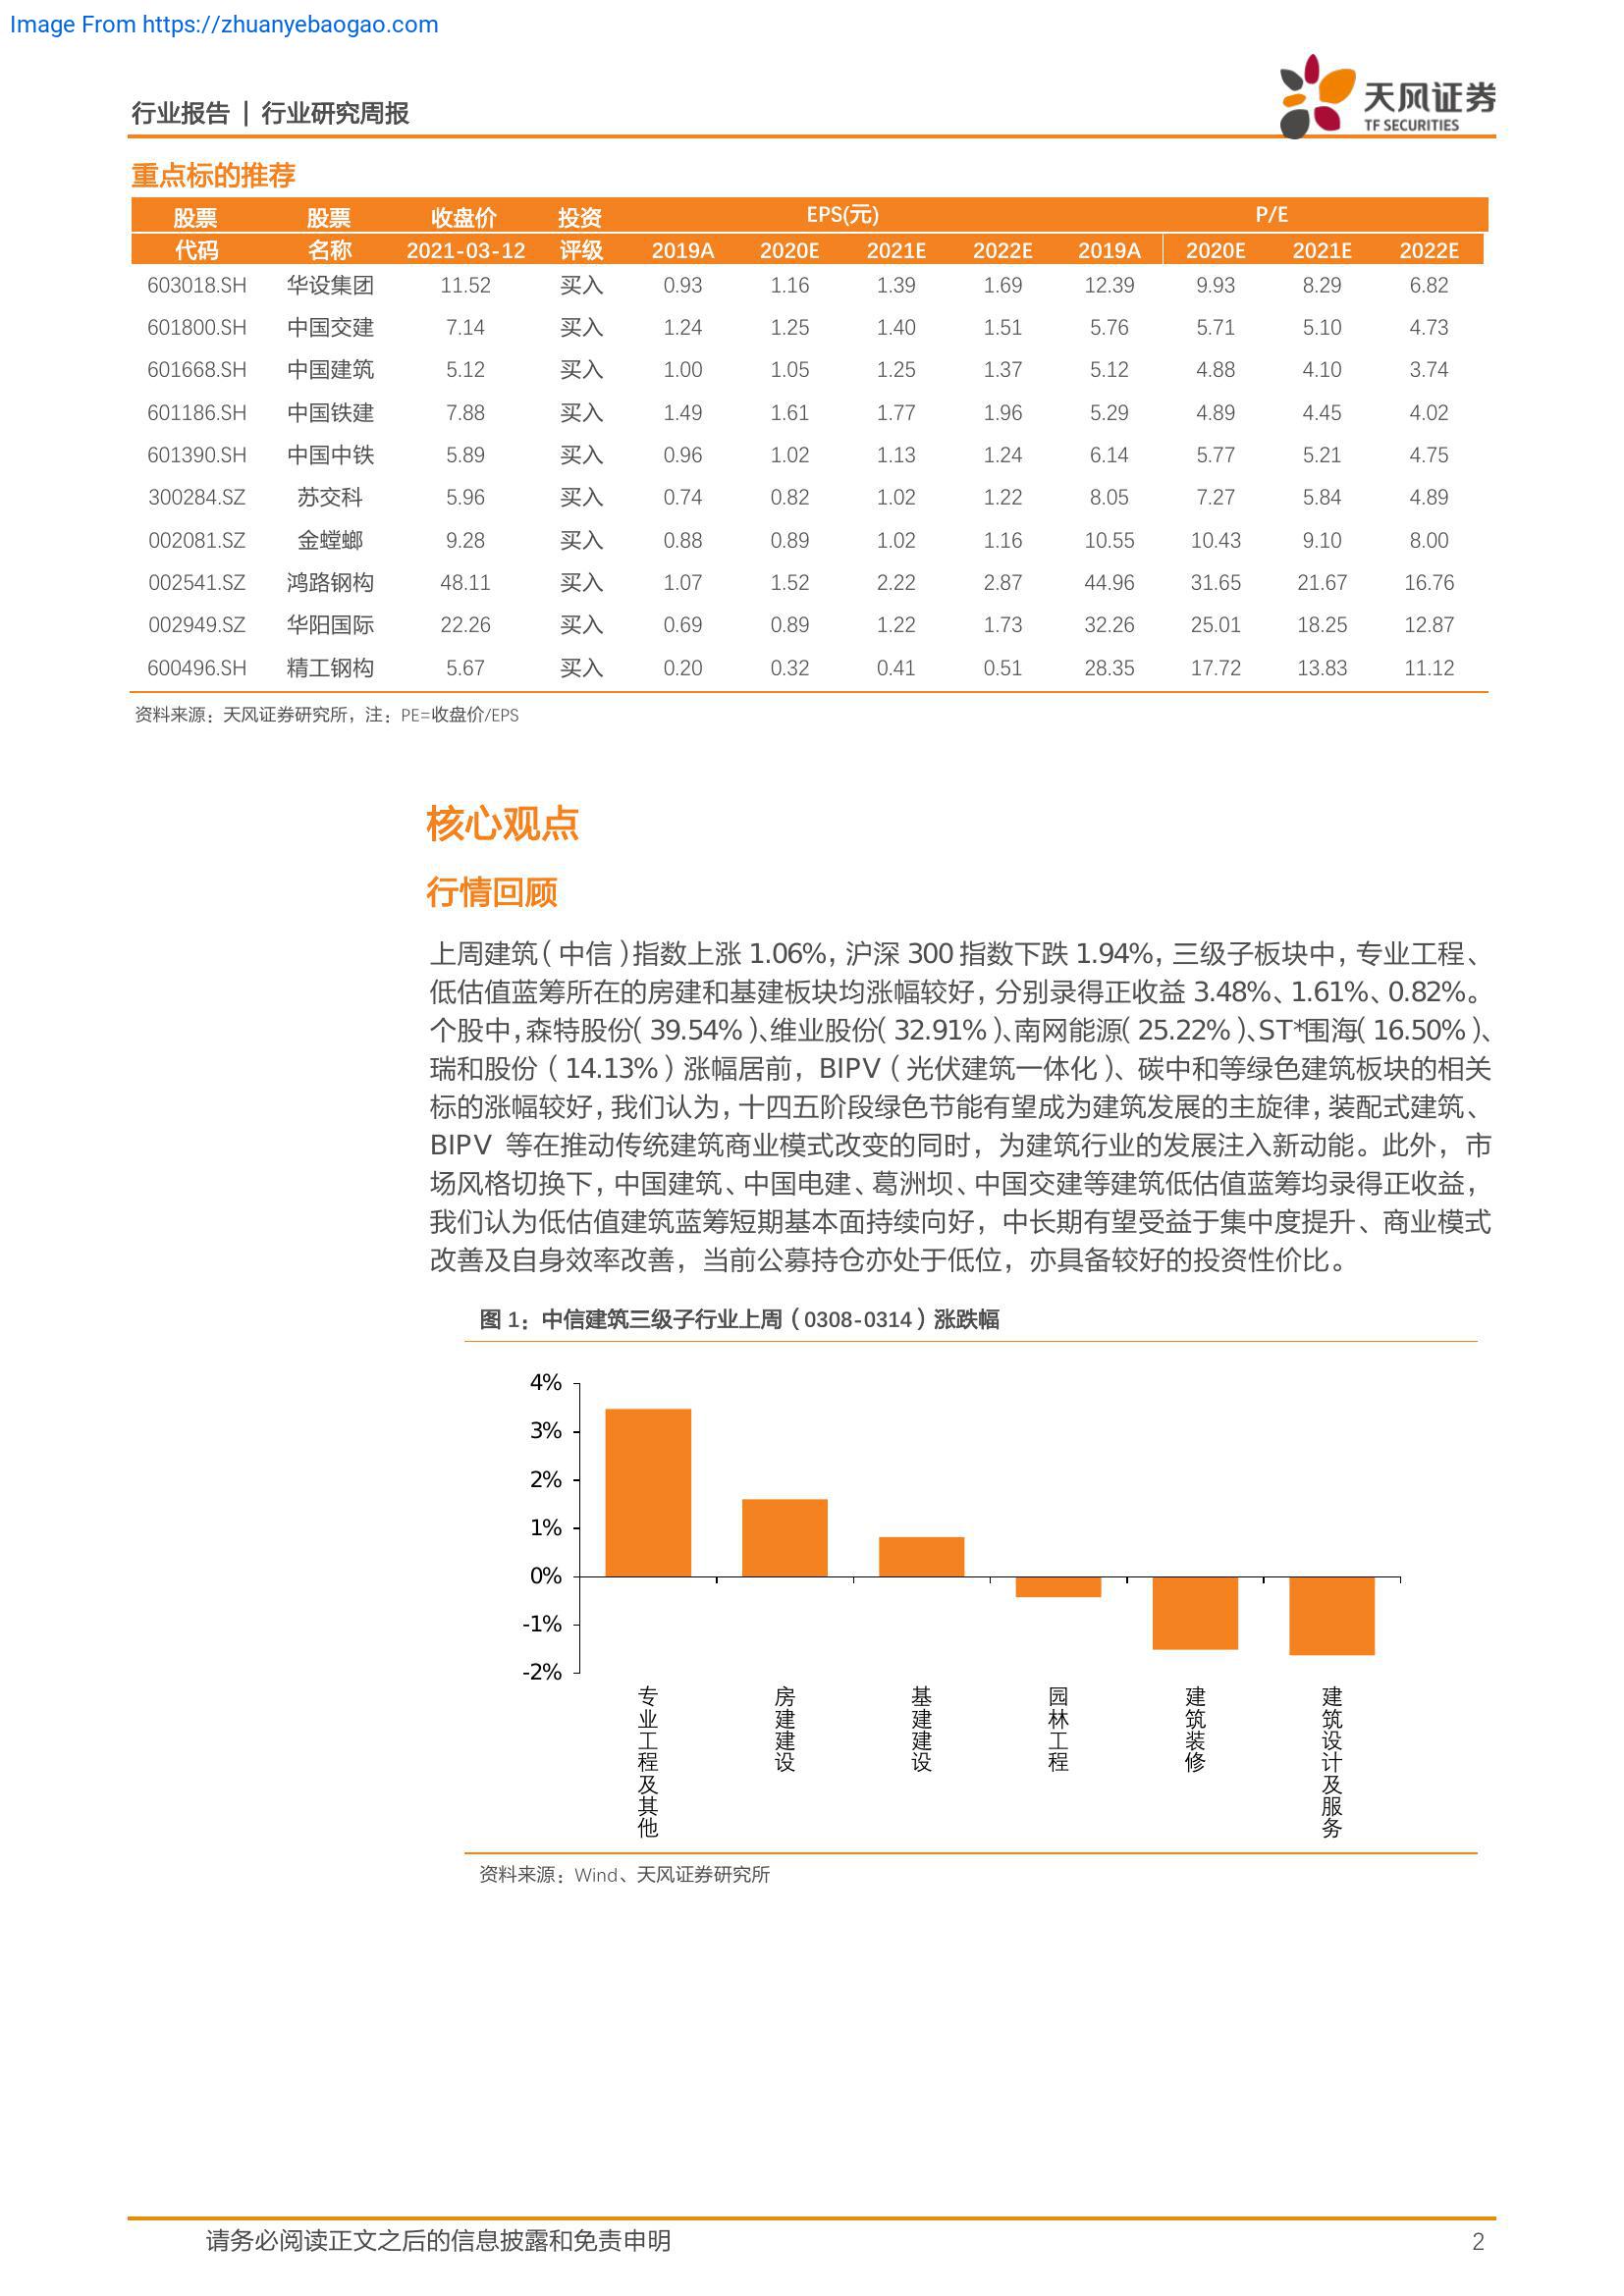 Image From https://zhuanyebaogao.com
行业报告 | 行业研究周报
天风证券
TF SECURITIES
重点标的推荐
股票 股票 收盘价 投资 EPS(元) P/E
代码 名称 2021-03-12 评级 2019A 2020E 2021E 2022E 2019A 2020E 2021E 2022E
603018.SH 华设集团 11.52 买入 0.93 1.16 1.39 1.69 12.39 9.93 8.29 6.82
601800.SH 中国交建 7.14 买入 1.24 1.25 1.40 1.51 5.76 5.71 5.10 4.73
601668.SH 中国建筑 5.12 买入 1.00 1.05 1.25 1.37 5.12 4.88 4.10 3.74
601186.SH 中国铁建 7.88 买入 1.49 1.61 1.77 1.96 5.29 4.89 4.45 4.02
601390.SH 中国中铁 5.89 买入 0.96 1.02 1.13 1.24 6.14 5.77 5.21 4.75
300284.SZ 苏交科 5.96 买入 0.74 0.82 1.02 1.22 8.05 7.27 5.84 4.89
002081.SZ 金螳螂 9.28 买入 0.88 0.89 1.02 1.16 10.55 10.43 9.10 8.00
002541.SZ 鸿路钢构 48.11 买入 1.07 1.52 2.22 2.87 44.96 31.65 21.67 16.76
002949.SZ 华阳国际 22.26 买入 0.69 0.89 1.22 1.73 32.26 25.01 18.25 12.87
600496.SH 精工钢构 5.67 买入 0.20 0.32 0.41 0.51 28.35 17.72 13.83 11.12
资料来源：天风证券研究所，注：PE=收盘价/EPS
核心观点
行情回顾
上周建筑（中信）指数上涨 1.06%，沪深 300 指数下跌 1.94%，三级子板块中，专业工程、
低估值蓝筹所在的房建和基建板块均涨幅较好，分别录得正收益 3.48%、1.61%、0.82%。
个股中，森特股份（39.54%）、维业股份（32.91%）、南网能源（25.22%）、ST*围海（16.50%）、
瑞和股份（14.13%）涨幅居前，BIPV（光伏建筑一体化）、碳中和等绿色建筑板块的相关
标的涨幅较好，我们认为，十四五阶段绿色节能有望成为建筑发展的主旋律，装配式建筑、
BIPV 等在推动传统建筑商业模式改变的同时，为建筑行业的发展注入新动能。此外，市
场风格切换下，中国建筑、中国电建、葛洲坝、中国交建等建筑低估值蓝筹均录得正收益，
我们认为低估值建筑蓝筹短期基本面持续向好，中长期有望受益于集中度提升、商业模式
改善及自身效率改善，当前公募持仓亦处于低位，亦具备较好的投资性价比。
图 1：中信建筑三级子行业上周（0308-0314）涨跌幅
4%
3%
2%
1%
0%
-1%
-2%
专业工程及其他
房建建设
基建建设
园林工程
建筑装修
建筑设计及服务
资料来源：Wind、天风证券研究所
请务必阅读正文之后的信息披露和免责申明 2